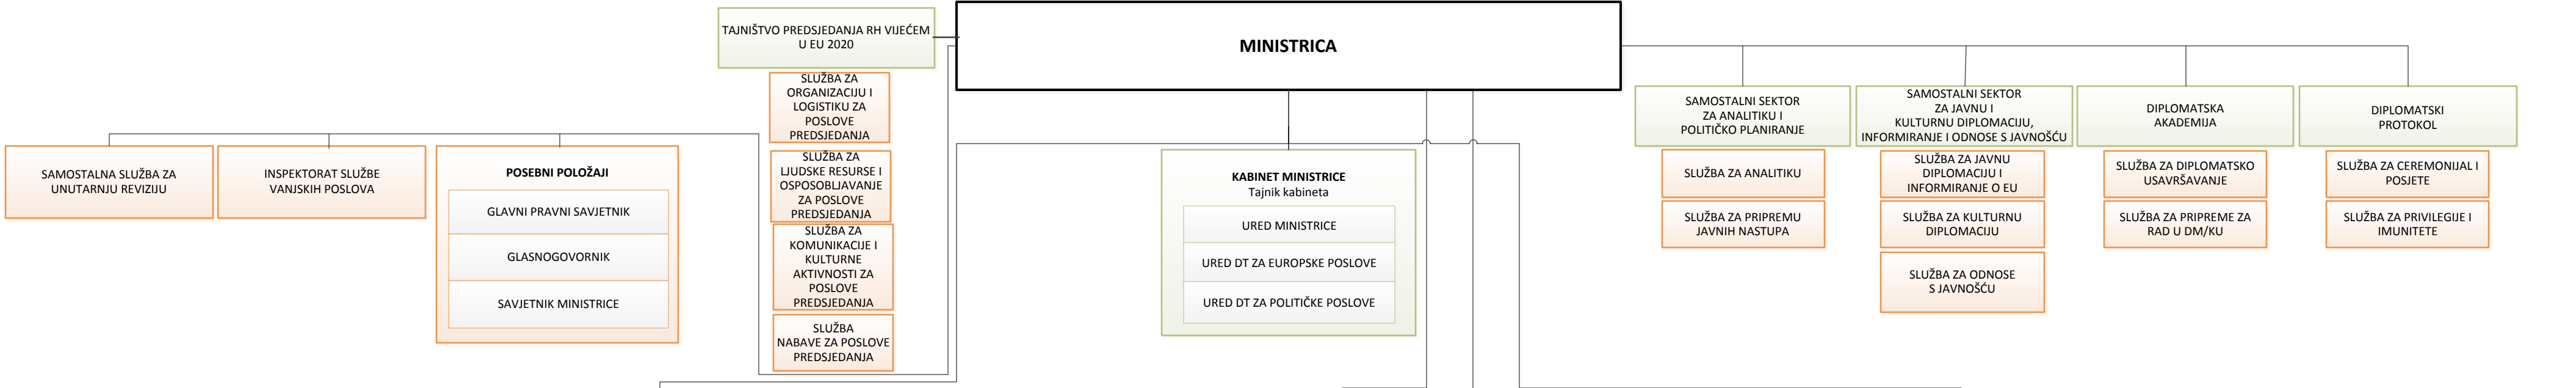 TAJNIŠTVO PREDSJEDANJA RH VIJEĆEM
U EU 2020
MINISTRICA
SLUŽBA ZA
ORGANIZACIJU I
LOGISTIKU ZA
POSLOVE
PREDSJEDANJA
SLUŽBA ZA
LJUDSKE RESURSE I
OSPOSOBLJAVANJE
ZA POSLOVE
PREDSJEDANJA
SLUŽBA ZA
KOMUNIKACIJE I
KULTURNE
AKTIVNOSTI ZA
POSLOVE
PREDSJEDANJA
SLUŽBA
NABAVE ZA POSLOVE
PREDSJEDANJA
SAMOSTALNA SLUŽBA ZA
UNUTARNJU REVIZIJU
INSPEKTORAT SLUŽBE
VANJSKIH POSLOVA
POSEBNI POLOŽAJI
GLAVNI PRAVNI SAVJETNIK
GLASNOGOVORNIK
SAVJETNIK MINISTRICE
KABINET MINISTRICE
Tajnik kabineta
URED MINISTRICE
URED DT ZA EUROPSKE POSLOVE
URED DT ZA POLITIČKE POSLOVE
SAMOSTALNI SEKTOR
ZA ANALITIKU I
POLITIČKO PLANIRANJE
SLUŽBA ZA ANALITIKU
SLUŽBA ZA PRIPREMU
JAVNIH NASTUPA
SAMOSTALNI SEKTOR
ZA JAVNU I
KULTURNU DIPLOMACIJU,
INFORMIRANJE I ODNOSE S JAVNOŠĆU
SLUŽBA ZA JAVNU
DIPLOMACIJU I
INFORMIRANJE O EU
SLUŽBA ZA KULTURNU
DIPLOMACIJU
SLUŽBA ZA ODNOSE
S JAVNOŠĆU
DIPLOMATSKA
AKADEMIJA
SLUŽBA ZA DIPLOMATSKO
USAVRŠAVANJE
SLUŽBA ZA PRIPREME ZA
RAD U DM/KU
DIPLOMATSKI
PROTOKOL
SLUŽBA ZA CEREMONIJAL I
POSJETE
SLUŽBA ZA PRIVILEGIJE I
IMUNITETE